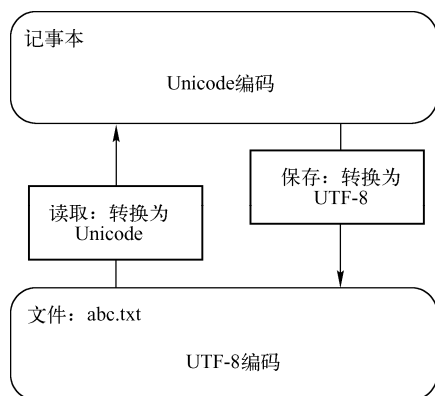 记事本
Unicode编码
保存：转换为
UTF-8
读取：转换为
Unicode
文件：abc.txt
UTF-8编码